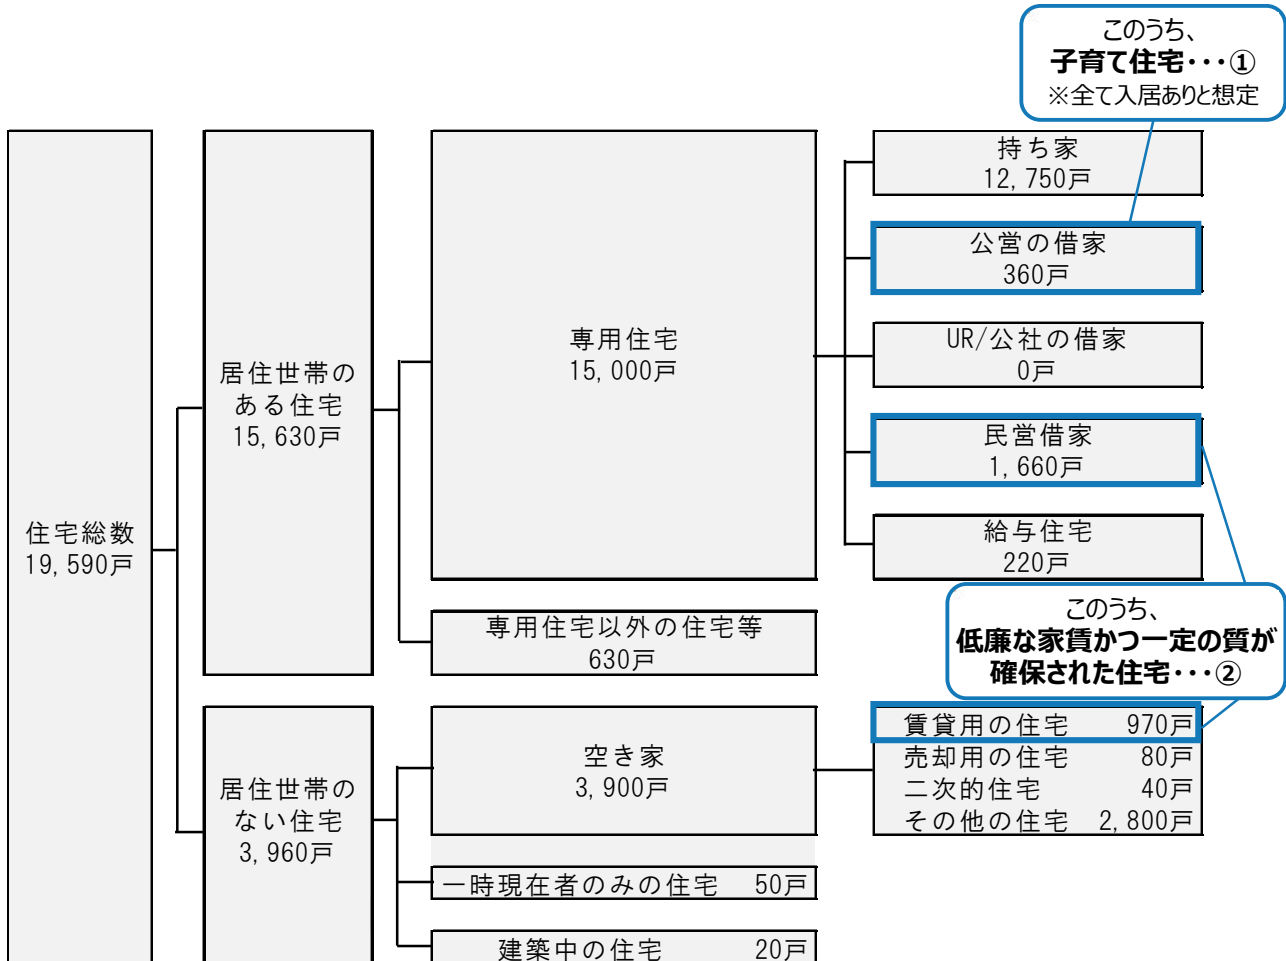 このうち、
子育て住宅・・・①
※全て入居ありと想定
住宅総数
19,590戸
居住世帯の
ある住宅
15,630戸
専用住宅
15,000戸
持ち家
12,750戸
公営の借家
360戸
UR/公社の借家
0戸
民営借家
1,660戸
給与住宅
220戸
専用住宅以外の住宅等
630戸
このうち、
低廉な家賃かつ一定の質が
確保された住宅・・・②
居住世帯の
ない住宅
3,960戸
空き家
3,900戸
賃貸用の住宅 970戸
売却用の住宅 80戸
二次的住宅 40戸
その他の住宅 2,800戸
一時現在者のみの住宅 50戸
建築中の住宅 20戸